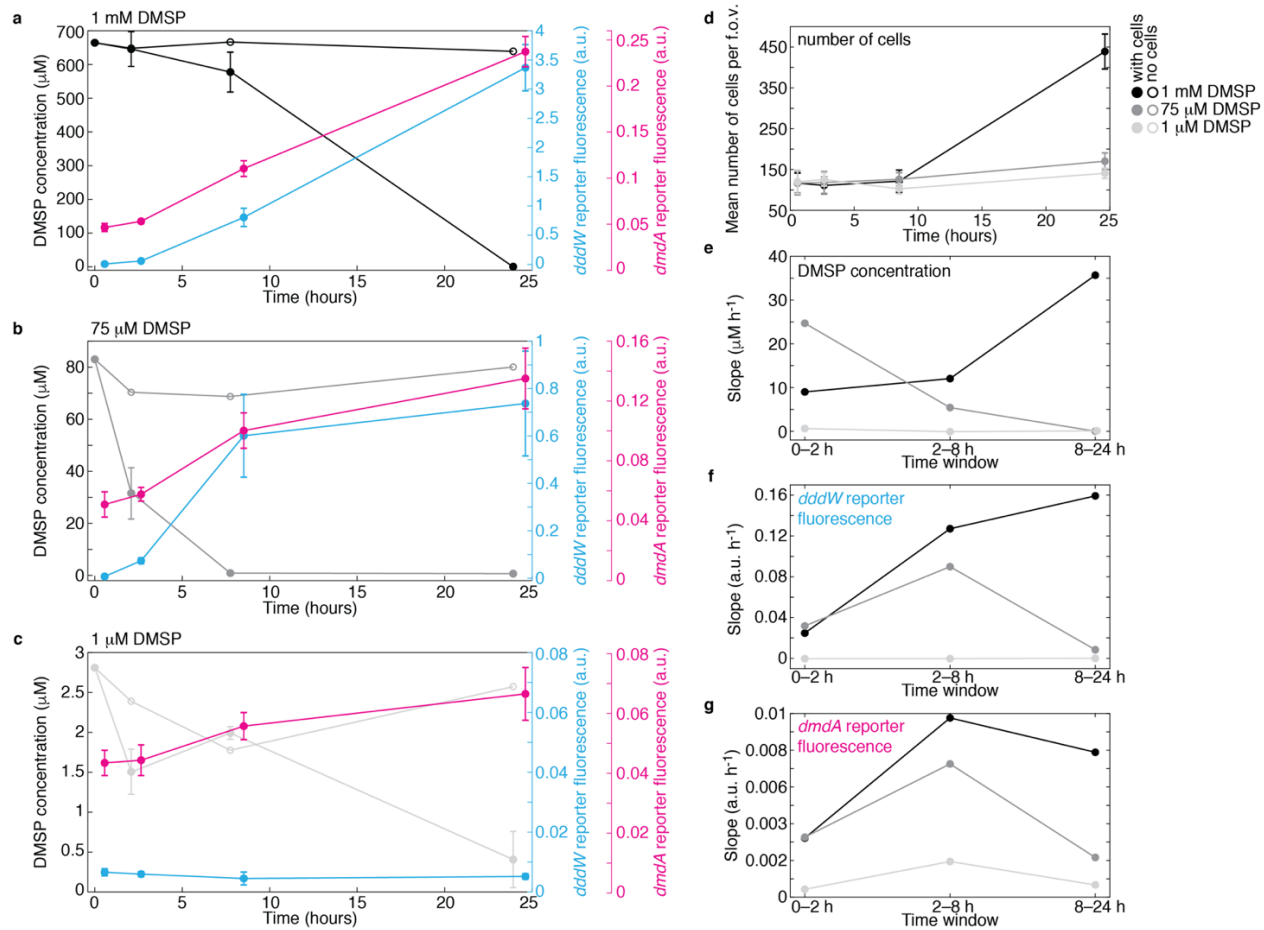 a
1 mM DMSP
DMSP concentration (µM)
700
600
500
400
300
200
100
0
0
5
10
15
20
25
Time (hours)
4
3.5
3
2.5
2
1.5
1
0.5
0
dddW reporter fluorescence (a.u.)
0.25
0.2
0.15
0.1
0.05
0
dmdA reporter fluorescence (a.u.)
b
75 µM DMSP
DMSP concentration (µM)
80
60
40
20
0
0
5
10
15
20
25
Time (hours)
1
0.8
0.6
0.4
0.2
0
dddW reporter fluorescence (a.u.)
0.16
0.12
0.08
0.04
0
dmdA reporter fluorescence (a.u.)
c
1 µM DMSP
DMSP concentration (µM)
3
2.5
2
1.5
1
0.5
0
0
5
10
15
20
25
Time (hours)
0.08
0.06
0.04
0.02
0
dddW reporter fluorescence (a.u.)
0.08
0.06
0.04
0.02
0
dmdA reporter fluorescence (a.u.)
d
number of cells
Mean number of cells per f.o.v.
450
350
250
150
50
0
5
10
15
20
25
Time (hours)
with cells
no cells
1 mM DMSP
75 µM DMSP
1 µM DMSP
e
DMSP concentration
Slope (µM h-1)
40
30
20
10
0
0–2 h
2–8 h
8–24 h
Time window
f
dddW reporter
fluorescence
Slope (a.u. h-1)
0.16
0.12
0.08
0.04
0
0–2 h
2–8 h
8–24 h
Time window
g
dmdA reporter
fluorescence
Slope (a.u. h-1)
0.01
0.008
0.006
0.003
0.002
0
0–2 h
2–8 h
8–24 h
Time window